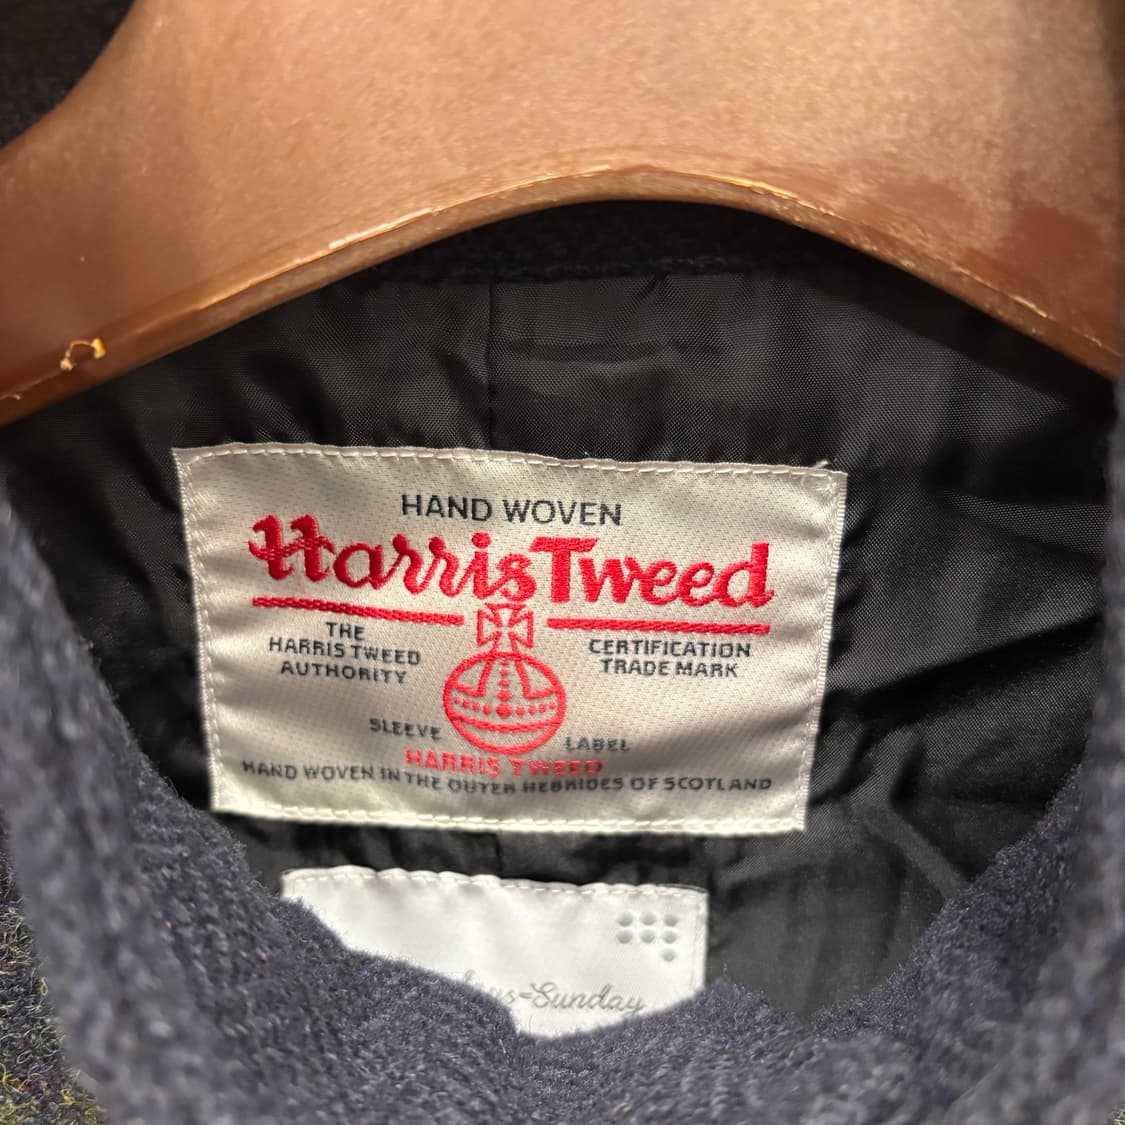 HAND WOVEN
Harris Tweed
THE
HARRIS TWEED
AUTHORITY
CERTIFICATION
TRADE MARK
SLEEVE LABEL
HARRIS TWEED
HAND WOVEN IN THE OUTER HEBRIDES OF SCOTLAND
-Sunday